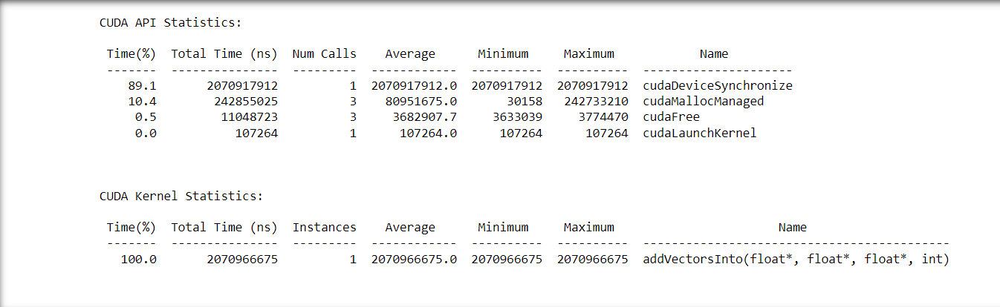 CUDA API Statistics:
Time(%)  Total Time (ns)  Num Calls    Average      Minimum     Maximum            Name
-------  ---------------  ---------  ------------  ----------  ----------  ---------------------
89.1       2070917912          1  2070917912.0  2070917912  2070917912  cudaDeviceSynchronize
10.4        242855025          3    80951675.0       30158   242733210  cudaMallocManaged
0.5         11048723          3     3682907.7     3633039     3774470  cudaFree
0.0           107264          1      107264.0      107264      107264  cudaLaunchKernel
CUDA Kernel Statistics:
Time(%)  Total Time (ns)  Instances    Average      Minimum     Maximum                       Name
-------  ---------------  ---------  ------------  ----------  ----------  -------------------------------------------
100.0       2070966675          1  2070966675.0  2070966675  2070966675  addVectorsInto(float*, float*, float*, int)